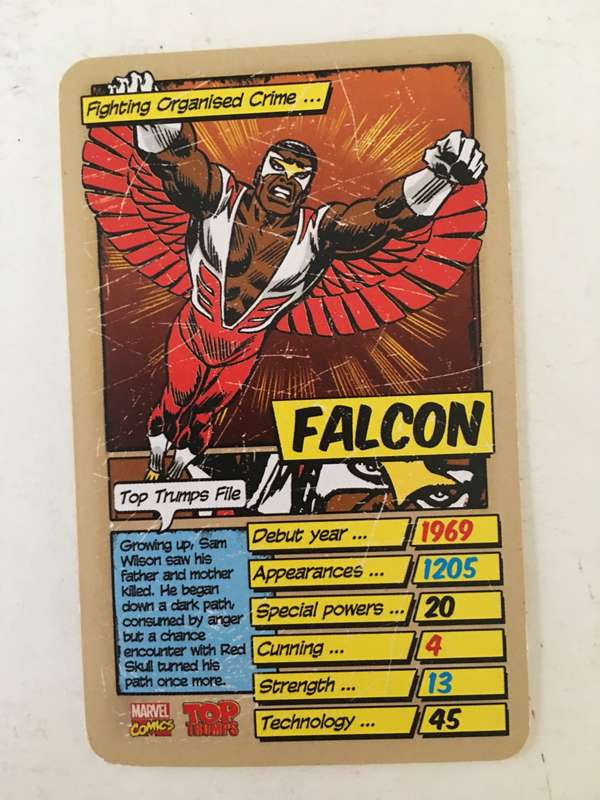 Fighting Organised Crime ...
FALCON
Top Trumps File
Growing up, Sam
Wilson saw his
father and mother
killed. He began
down a dark path,
consumed by anger
but a chance
encounter with Red
Skull turned his
path once more.
Debut year ... 1969
Appearances ... 1205
Special powers ... 20
Cunning ... 4
Strength ... 13
Technology ... 45
MARVEL
COMICS
TOP
TRUMPS